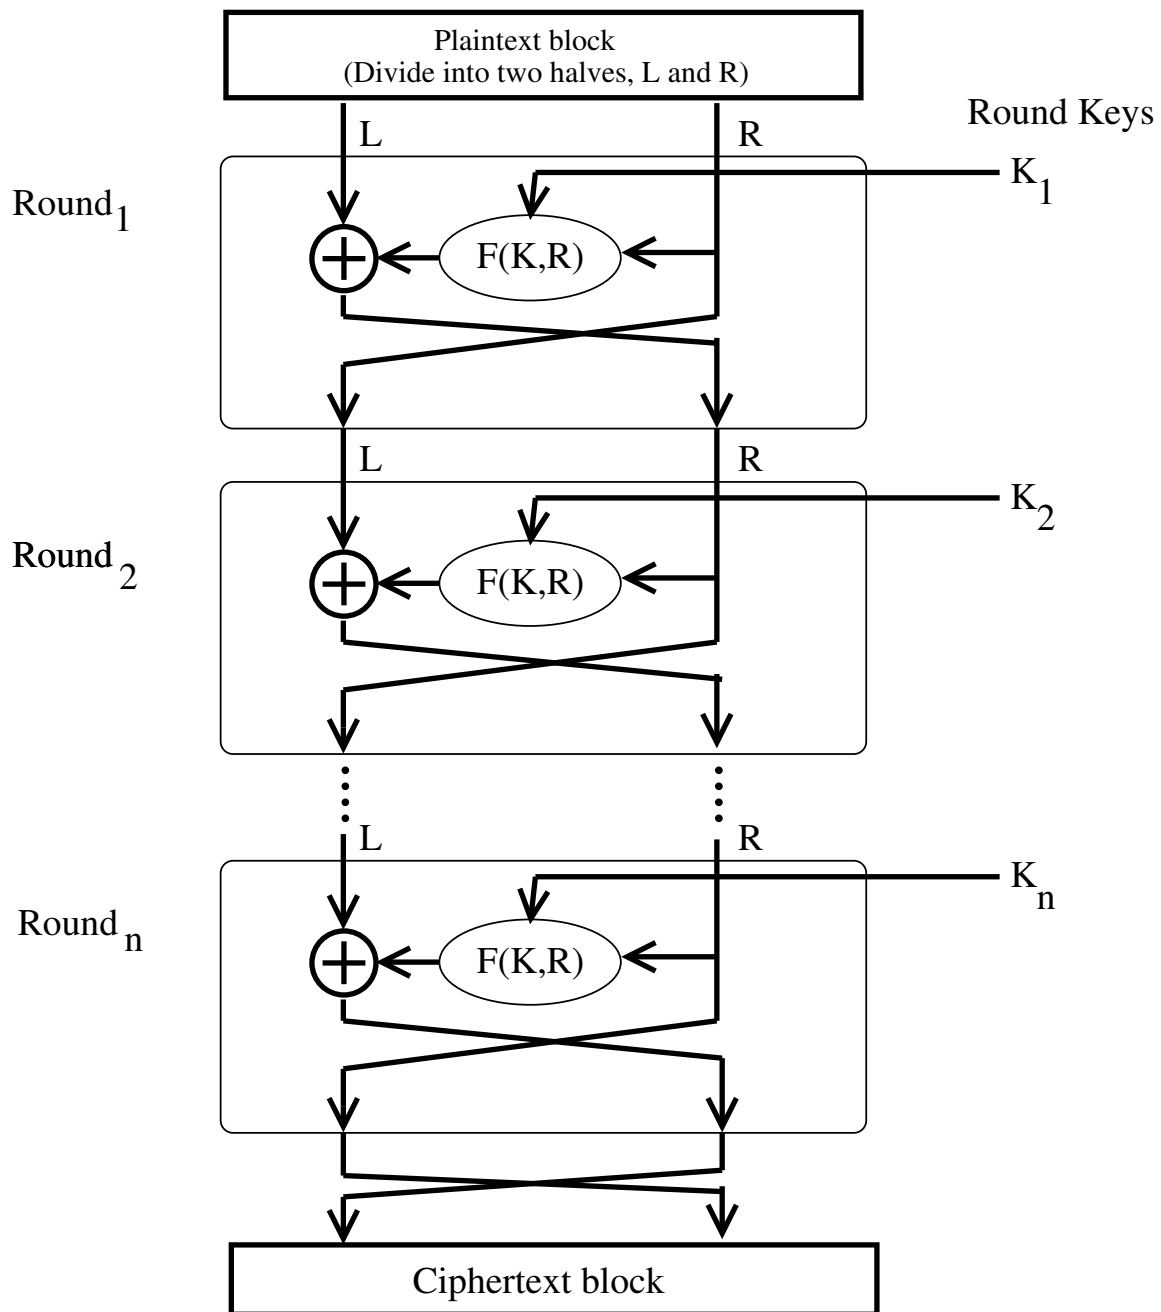 Plaintext block
(Divide into two halves, L and R)
Round Keys
L
R
K1
Round1
F(K,R)
L
R
K2
Round2
F(K,R)
L
R
Kn
Roundn
F(K,R)
Ciphertext block